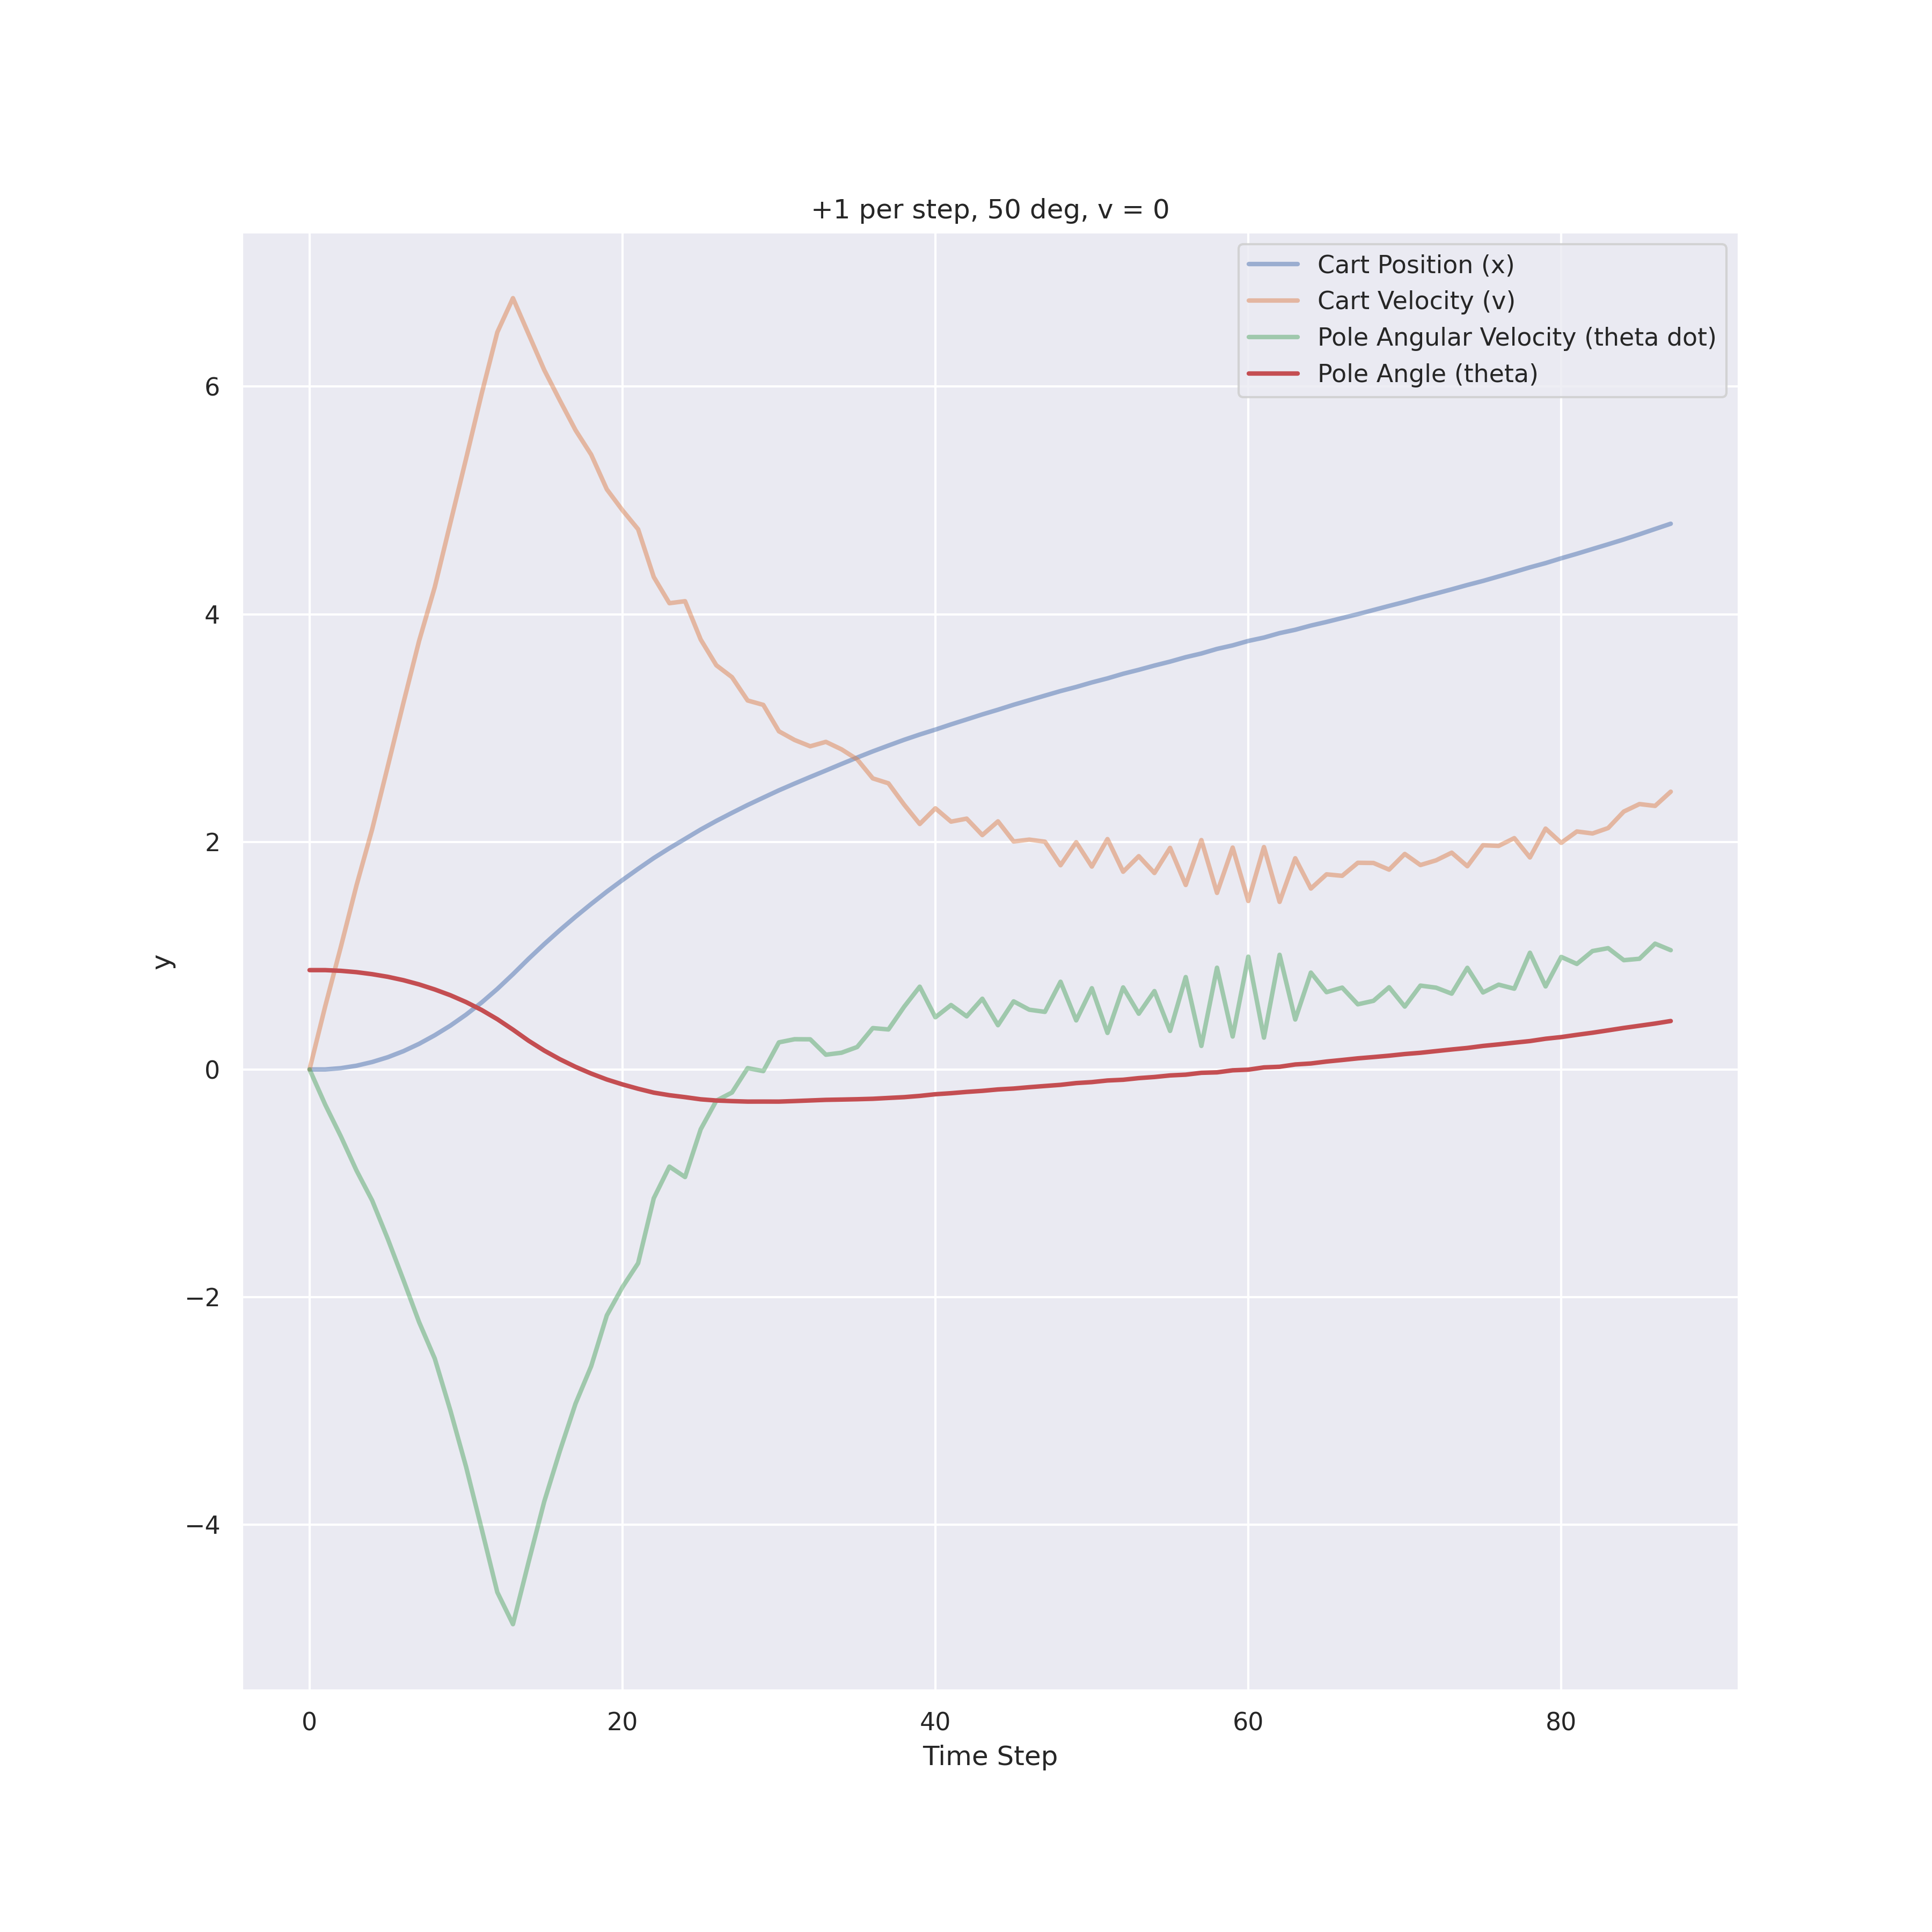 +1 per step, 50 deg, v = 0
Cart Position (x)
Cart Velocity (v)
Pole Angular Velocity (theta dot)
Pole Angle (theta)
6
4
2
0
−2
−4
y
0 20 40 60 80
Time Step